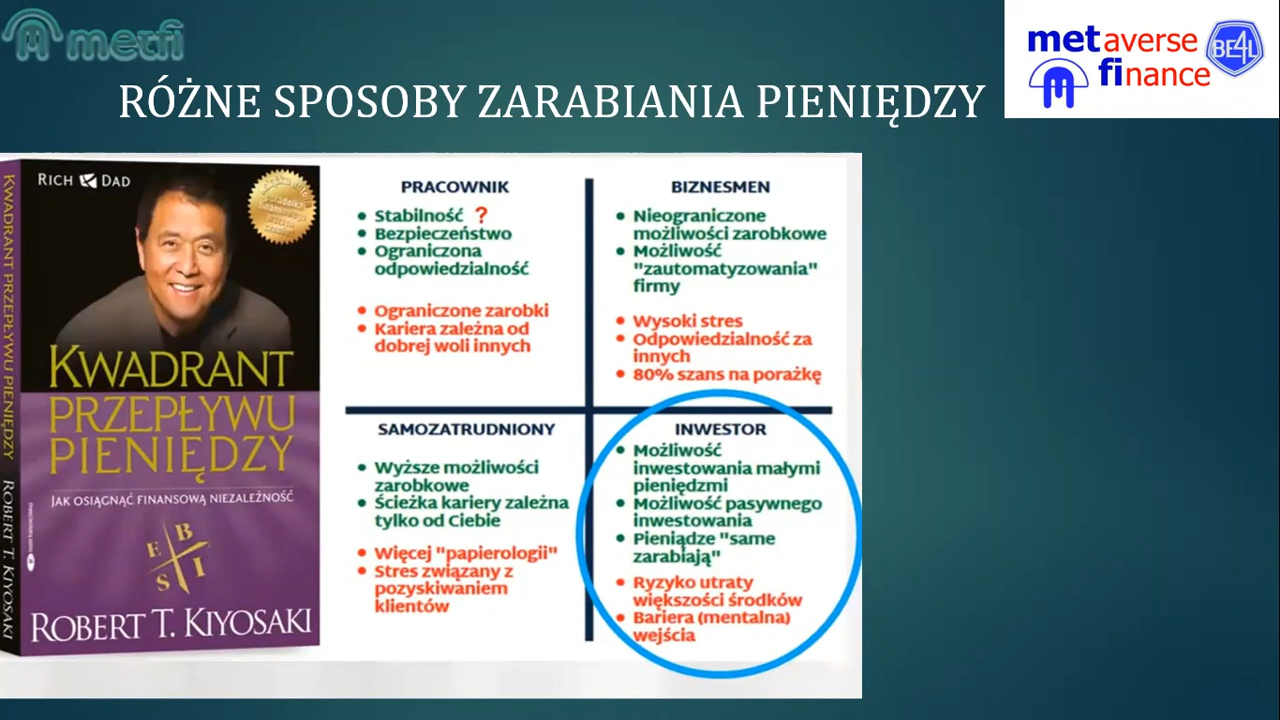 metfi
metaverse
finance
BE4L
RÓŻNE SPOSOBY ZARABIANIA PIENIĘDZY
RICH DAD
KWADRANT
PRZEPŁYWU
PIENIĘDZY
JAK OSIĄGNĄĆ FINANSOWĄ NIEZALEŻNOŚĆ
E B
S I
ROBERT T. KIYOSAKI
KWADRANT PRZEPŁYWU PIENIĘDZY ROBERT T. KIYOSAKI
PRACOWNIK
• Stabilność ?
• Bezpieczeństwo
• Ograniczona
odpowiedzialność
• Ograniczone zarobki
• Kariera zależna od
dobrej woli innych
BIZNESMEN
• Nieograniczone
możliwości zarobkowe
• Możliwość
"zautomatyzowania"
firmy
• Wysoki stres
• Odpowiedzialność za
innych
• 80% szans na porażkę
SAMOZATRUDNIONY
• Wyższe możliwości
zarobkowe
• Ścieżka kariery zależna
tylko od Ciebie
• Więcej "papierologii"
• Stres związany z
pozyskiwaniem
klientów
INWESTOR
• Możliwość
inwestowania małymi
pieniędzmi
• Możliwość pasywnego
inwestowania
• Pieniądze "same
zarabiają"
• Ryzyko utraty
większości środków
• Bariera (mentalna)
wejścia